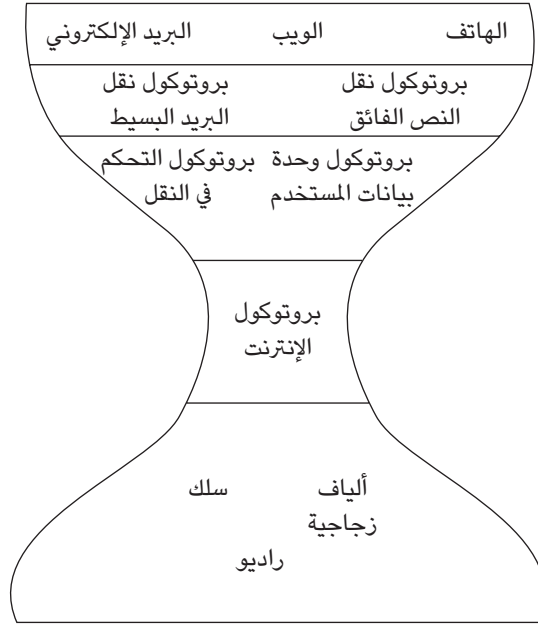 الهاتف الويب البريد الإلكتروني
بروتوكول نقل بروتوكول نقل
النص الفائق البريد البسيط
بروتوكول وحدة بروتوكول التحكم
بيانات المستخدم في النقل
بروتوكول
الإنترنت
ألياف سلك
زجاجية
راديو